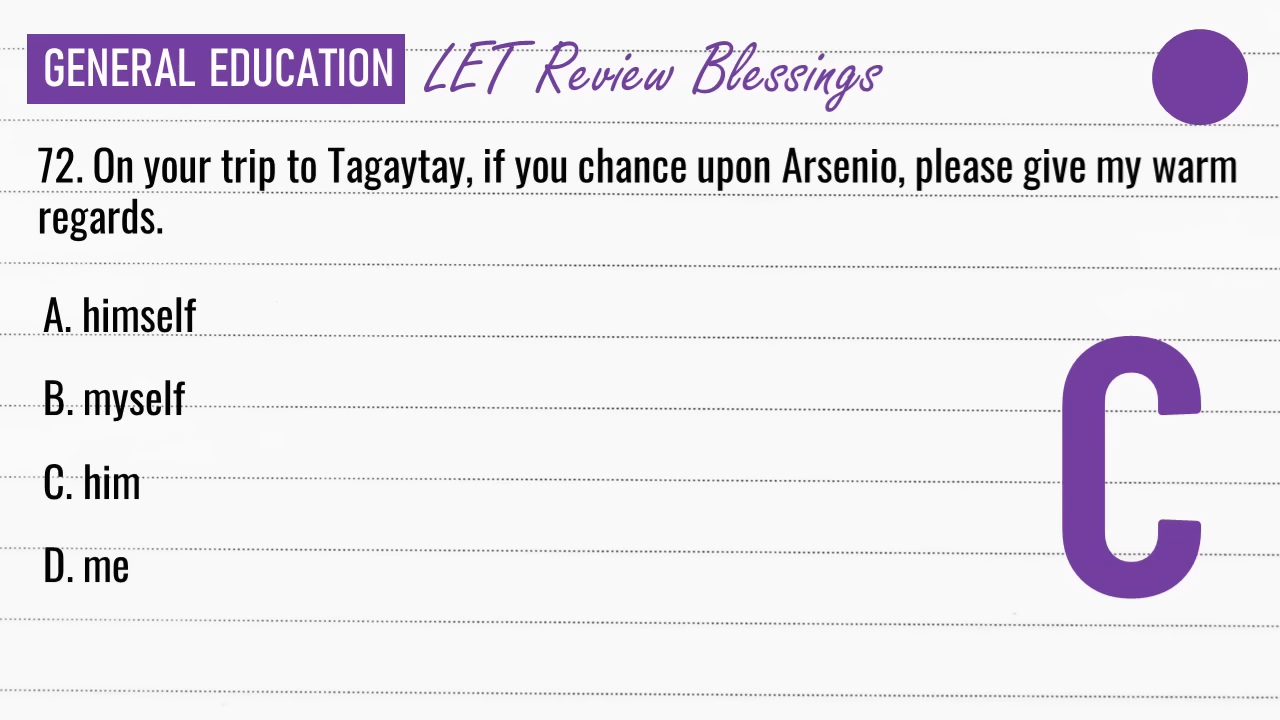 GENERAL EDUCATION LET Review Blessings
72. On your trip to Tagaytay, if you chance upon Arsenio, please give my warm
regards.
A. himself
B. myself
C. him
D. me
C